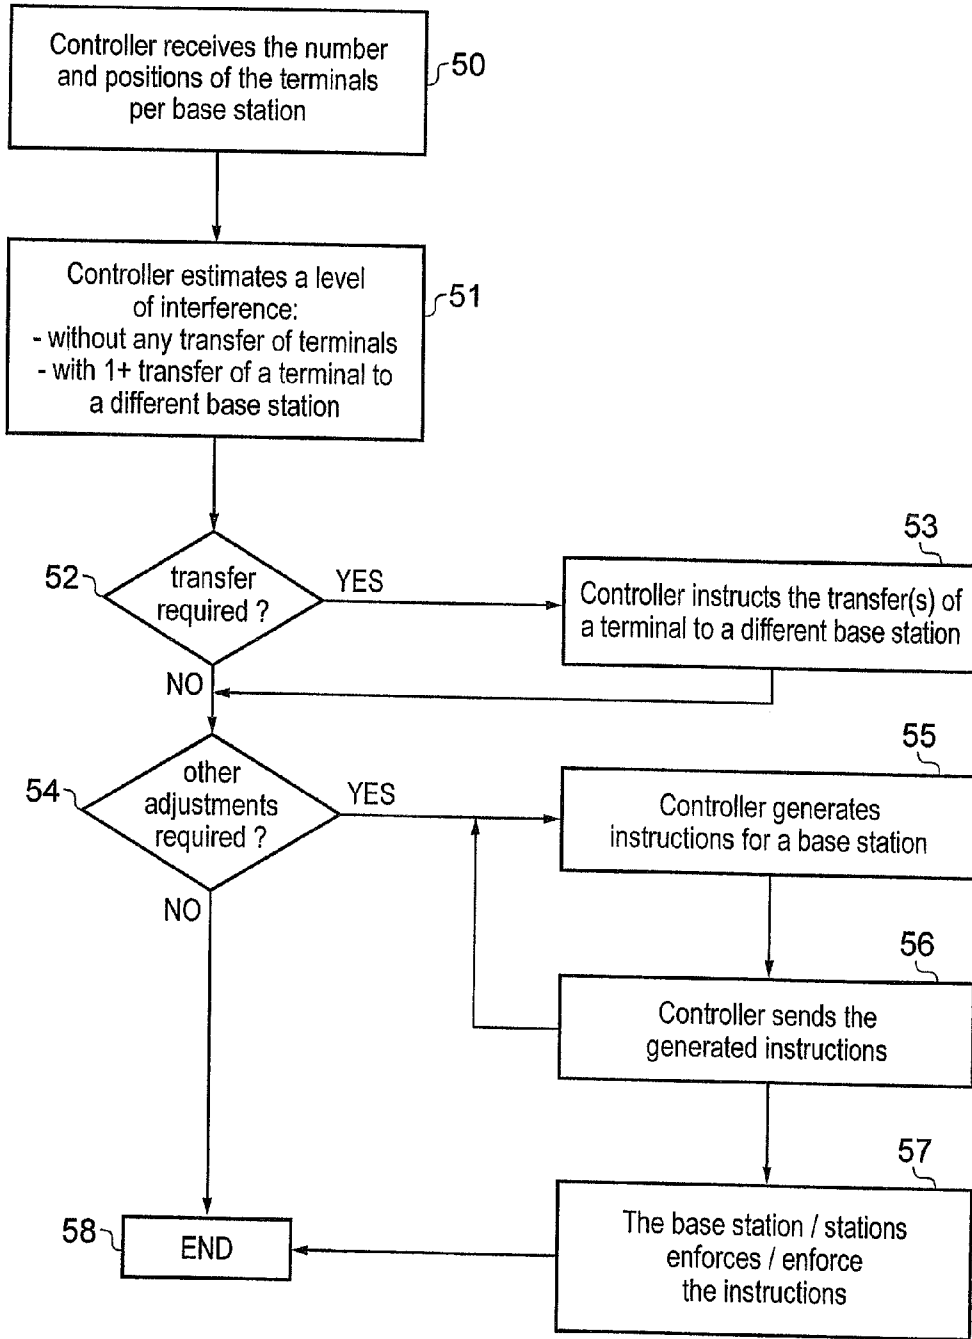 Controller receives the number
and positions of the terminals
per base station
50
Controller estimates a level
of interference:
- without any transfer of terminals
- with 1+ transfer of a terminal to
a different base station
51
52
transfer
required ?
YES
NO
53
Controller instructs the transfer(s) of
a terminal to a different base station
54
other
adjustments
required ?
YES
NO
55
Controller generates
instructions for a base station
56
Controller sends the
generated instructions
57
The base station / stations
enforces / enforce
the instructions
58
END